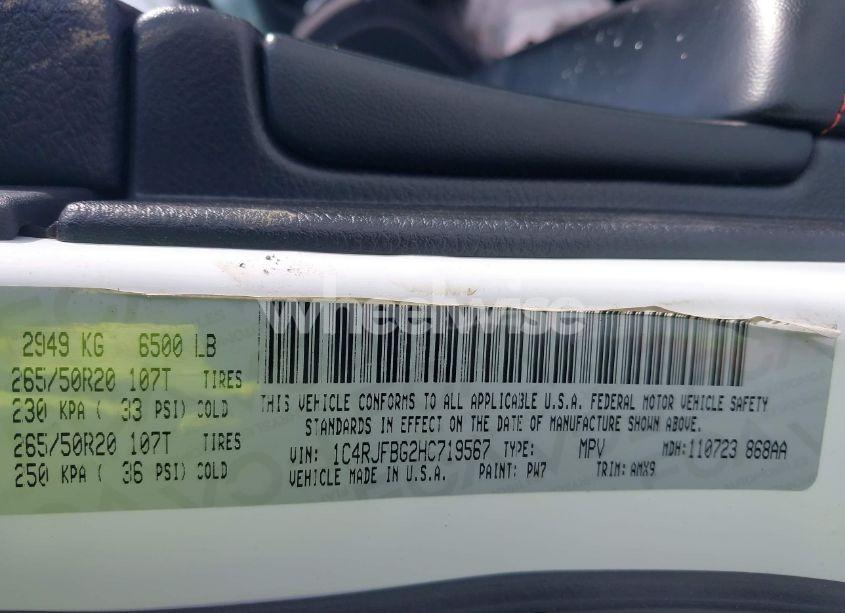 wheelwise
2949 KG 6500 LB
265/50R20 107T TIRES
230 KPA ( 33 PSI) COLD
265/50R20 107T TIRES
250 KPA ( 36 PSI) COLD
THIS VEHICLE CONFORMS TO ALL APPLICABLE U.S.A. FEDERAL MOTOR VEHICLE SAFETY
STANDARDS IN EFFECT ON THE DATE OF MANUFACTURE SHOWN ABOVE.
VIN: 1C4RJFBG2HC719567 TYPE: MPV MDH: 110723 868AA
VEHICLE MADE IN U.S.A. PAINT: PW7 TRIM: AMX9